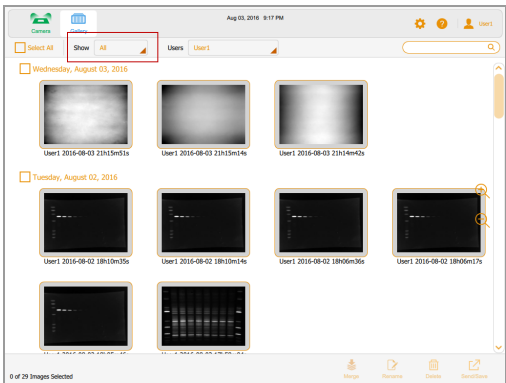 Aug 03, 2016 9:17 PM
Camera
Gallery
User1
Select All
Show All
Users User1
Wednesday, August 03, 2016
User1 2016-08-03 21h15m51s
User1 2016-08-03 21h15m14s
User1 2016-08-03 21h14m42s
Tuesday, August 02, 2016
User1 2016-08-02 18h10m35s
User1 2016-08-02 18h10m14s
User1 2016-08-02 18h06m36s
User1 2016-08-02 18h06m17s
0 of 29 Images Selected
Merge
Rename
Delete
Send/Save